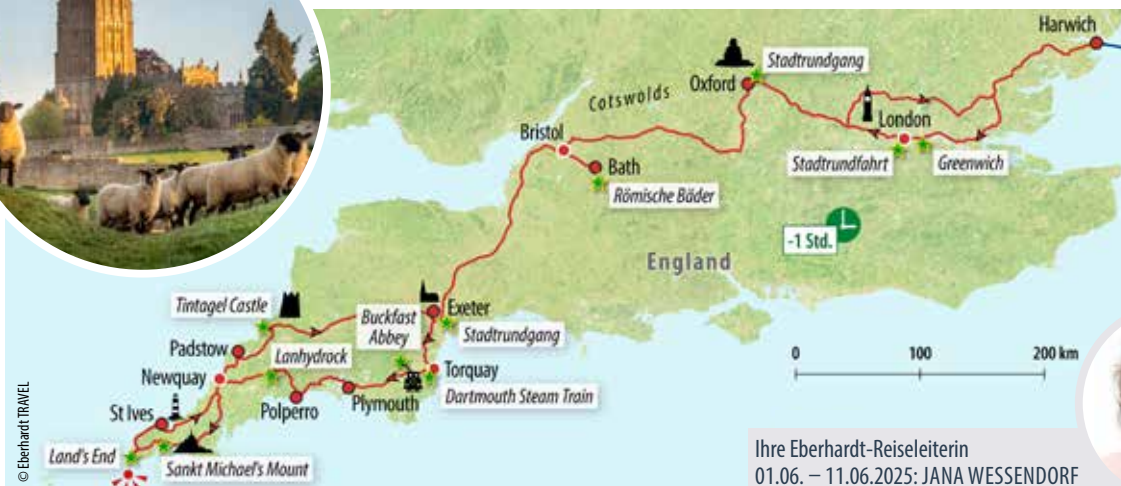 Harwich
Stadtrundgang
Oxford
Cotswolds
London
Bristol
Stadtrundfahrt
Greenwich
Bath
Römische Bäder
-1 Std.
England
Tintagel Castle
Exeter
Buckfast
Abbey
Stadtrundgang
Padstow
Lanhydrock
0
100
200 km
Newquay
Torquay
Dartmouth Steam Train
Plymouth
Polperro
St Ives
Land's End
Sankt Michael's Mount
© Eberhardt TRAVEL
Ihre Eberhardt-Reiseleiterin
01.06. – 11.06.2025: JANA WESSENDORF